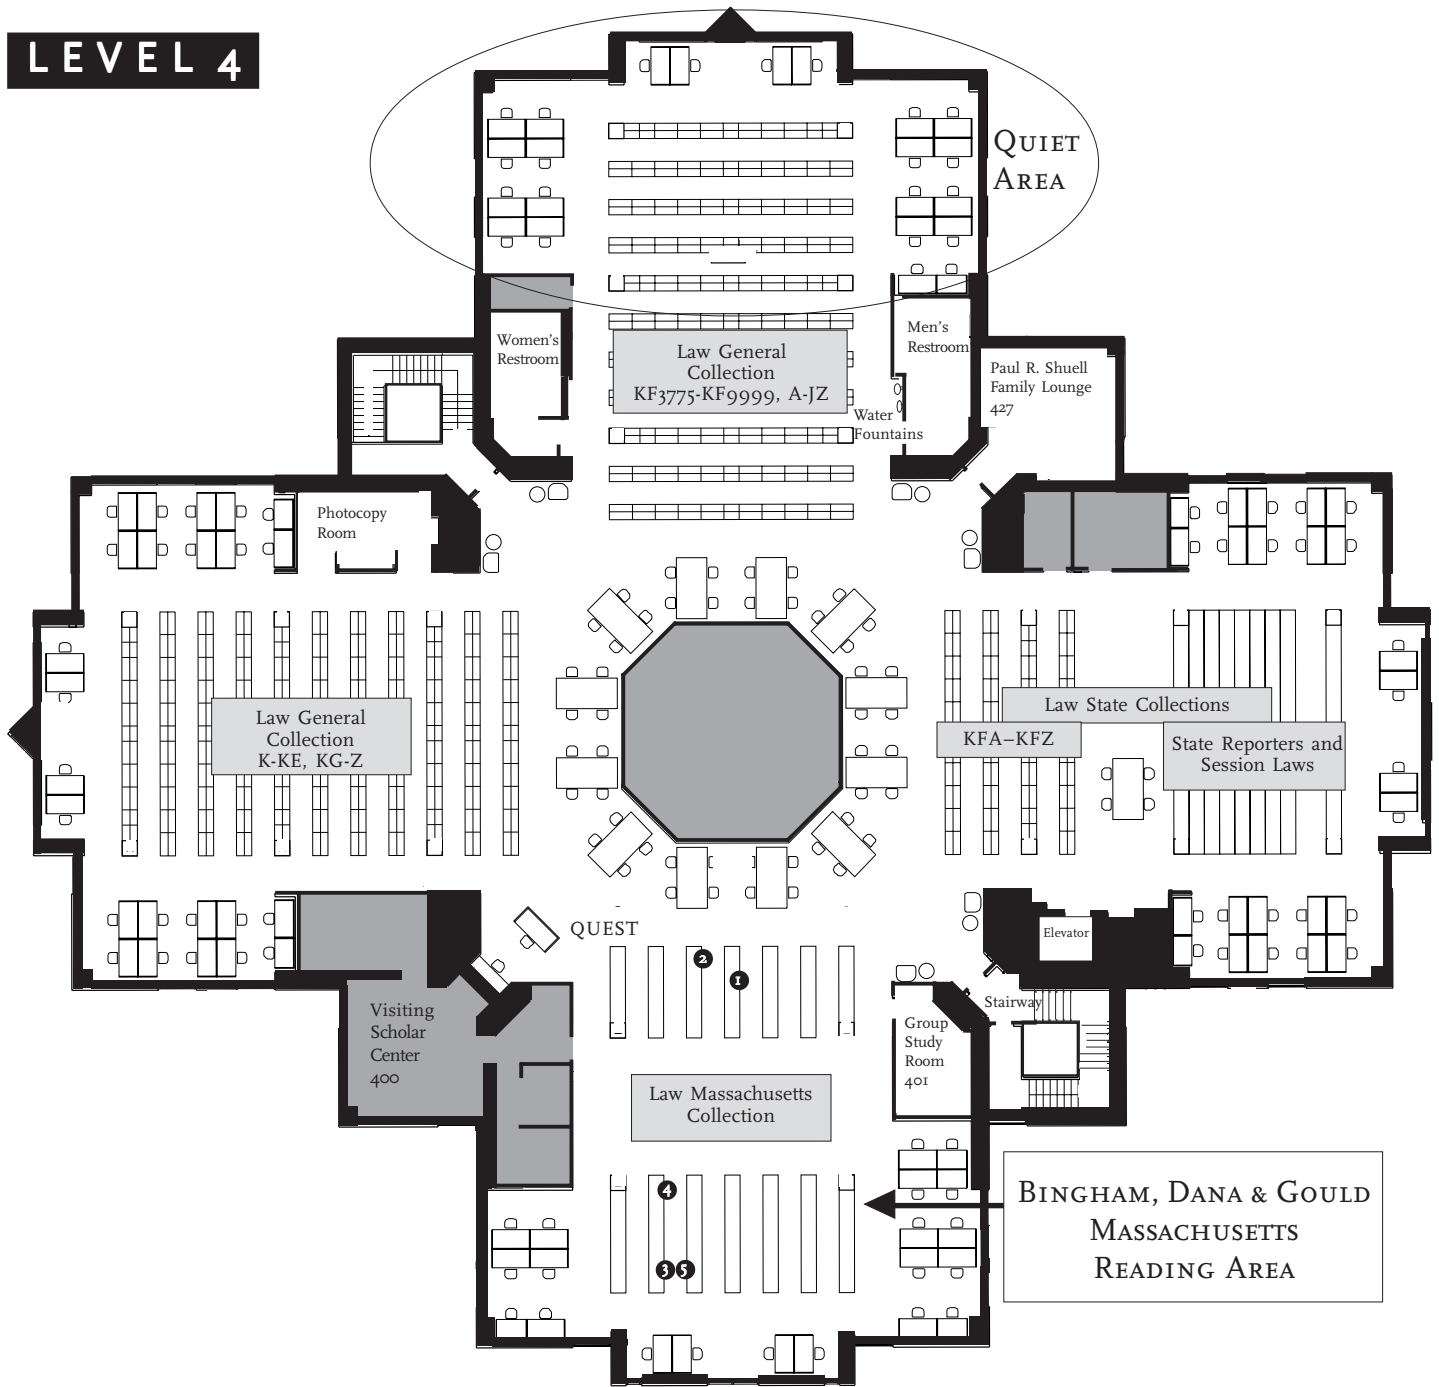 LEVEL 4
QUIET
AREA
Women's
Restroom
Men's
Restroom
Law General
Collection
KF3775-KF9999, A-JZ
Paul R. Shuell
Family Lounge
427
Water
Fountains
Photocopy
Room
Law General
Collection
K-KE, KG-Z
Law State Collections
KFA–KFZ
State Reporters and
Session Laws
QUEST
Elevator
2
1
Stairway
Visiting
Scholar
Center
400
Group
Study
Room
401
Law Massachusetts
Collection
4
3 5
BINGHAM, DANA & GOULD
MASSACHUSETTS
READING AREA